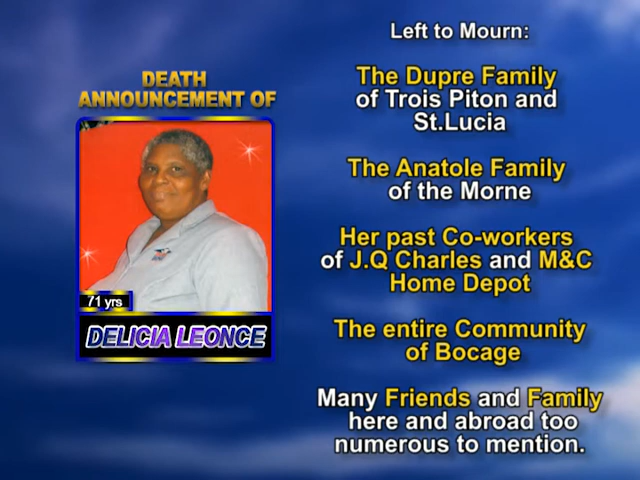 DEATH
ANNOUNCEMENT OF
71 yrs
DELICIA LEONCE
Left to Mourn:
The Dupre Family
of Trois Piton and
St.Lucia
The Anatole Family
of the Morne
Her past Co-workers
of J.Q Charles and M&C
Home Depot
The entire Community
of Bocage
Many Friends and Family
here and abroad too
numerous to mention.